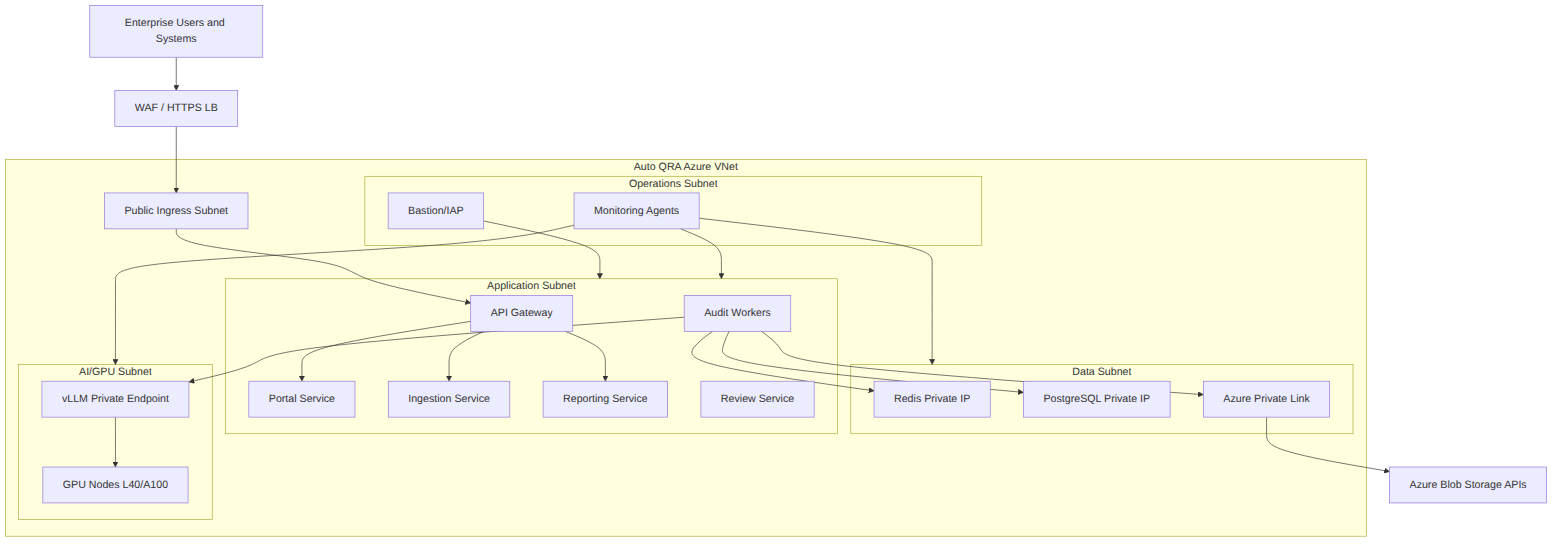 Enterprise Users and
Systems
WAF / HTTPS LB
Auto QRA Azure VNet
Operations Subnet
Public Ingress Subnet
Bastion/IAP
Monitoring Agents
Application Subnet
API Gateway
Audit Workers
AI/GPU Subnet
Data Subnet
vLLM Private Endpoint
Portal Service
Ingestion Service
Reporting Service
Review Service
Redis Private IP
PostgreSQL Private IP
Azure Private Link
GPU Nodes L40/A100
Azure Blob Storage APIs